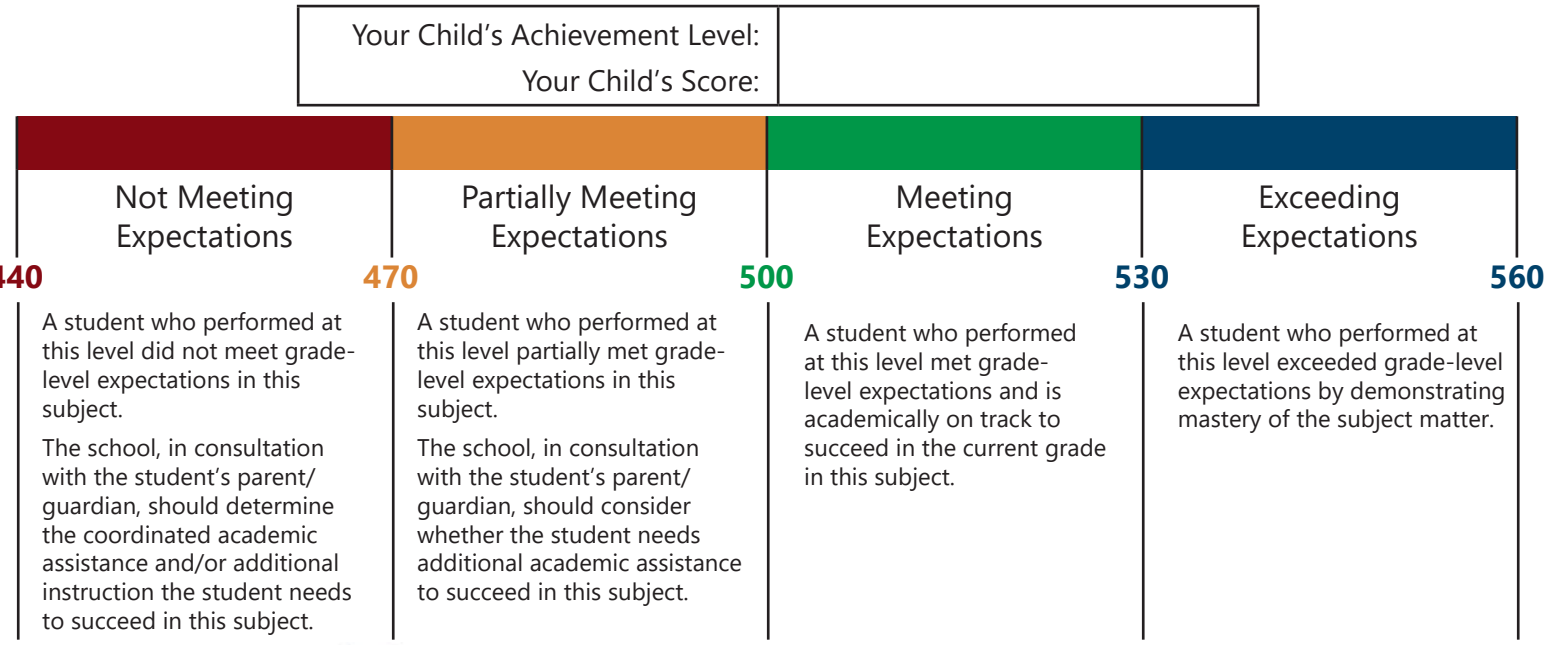 Your Child’s Achievement Level:
Your Child’s Score:
Not Meeting
Expectations
Partially Meeting
Expectations
Meeting
Expectations
Exceeding
Expectations
440
470
500
530
560
A student who performed at
this level did not meet grade-
level expectations in this
subject.
The school, in consultation
with the student’s parent/
guardian, should determine
the coordinated academic
assistance and/or additional
instruction the student needs
to succeed in this subject.
A student who performed at
this level partially met grade-
level expectations in this
subject.
The school, in consultation
with the student’s parent/
guardian, should consider
whether the student needs
additional academic assistance
to succeed in this subject.
A student who performed
at this level met grade-
level expectations and is
academically on track to
succeed in the current grade
in this subject.
A student who performed at
this level exceeded grade-level
expectations by demonstrating
mastery of the subject matter.